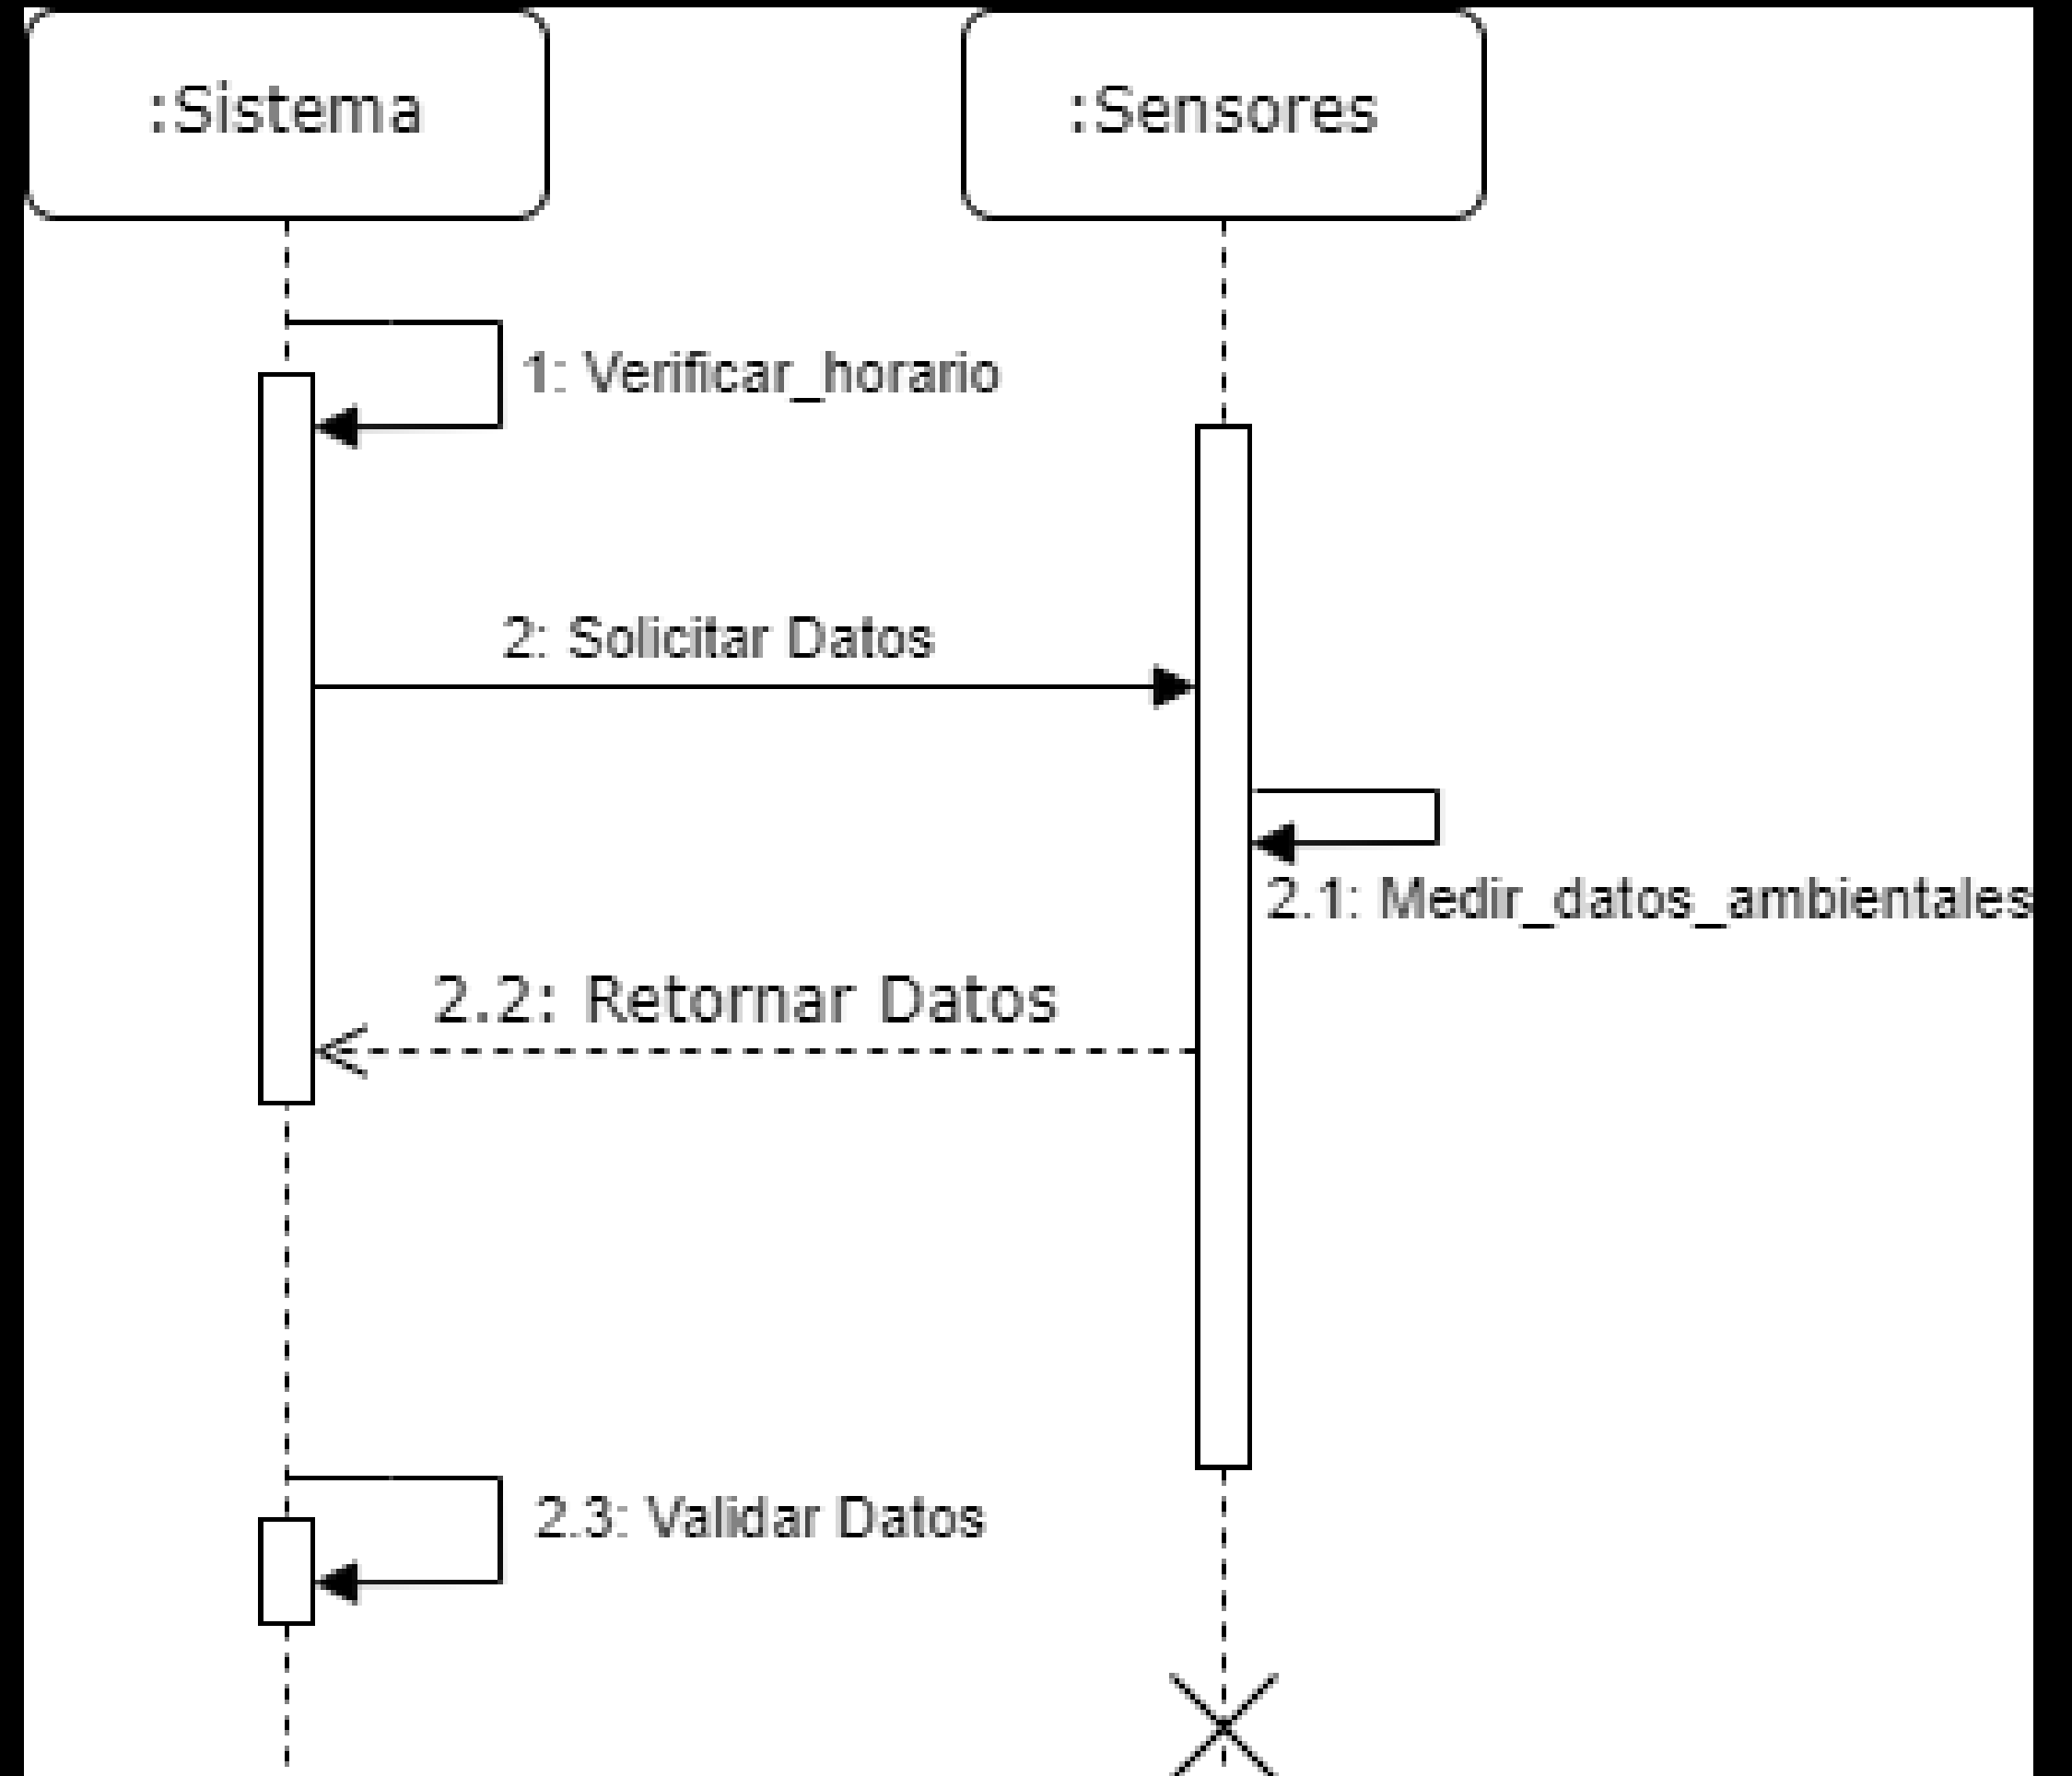 :Sistema
:Sensores
1: Verificar_horario
2: Solicitar Datos
2.1: Medir_datos_ambientales
2.2: Retornar Datos
2.3: Validar Datos